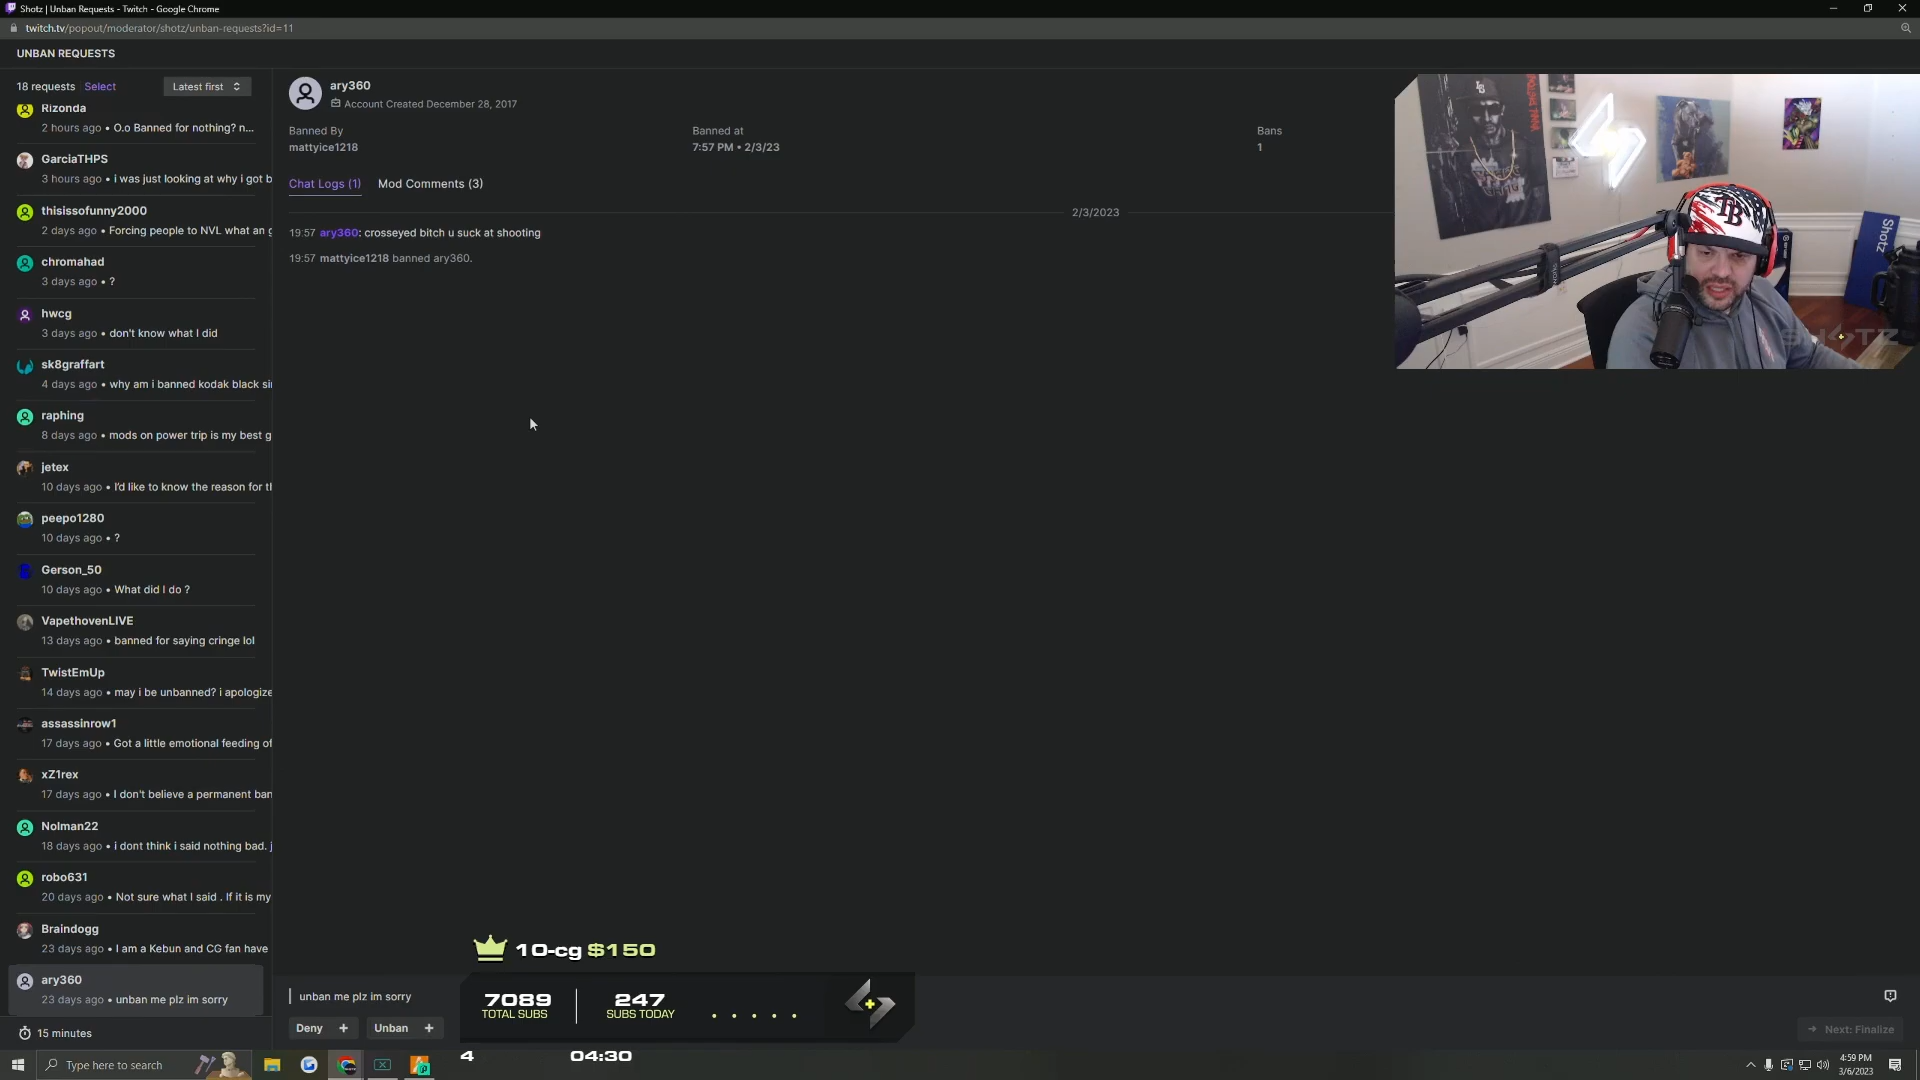 Shotz | Unban Requests - Twitch - Google Chrome
twitch.tv/popout/moderator/shotz/unban-requests?id=11
UNBAN REQUESTS
18 requests Select
Latest first
Rizonda
2 hours ago • O.o Banned for nothing? n...
GarciaTHPS
3 hours ago • i was just looking at why i got b
thisissofunny2000
2 days ago • Forcing people to NVL what an g
chromahad
3 days ago • ?
hwcg
3 days ago • don't know what I did
sk8graffart
4 days ago • why am i banned kodak black si
raphing
8 days ago • mods on power trip is my best g
jetex
10 days ago • I'd like to know the reason for t
peepo1280
10 days ago • ?
Gerson_50
10 days ago • What did I do ?
VapethovenLIVE
13 days ago • banned for saying cringe lol
TwistEmUp
14 days ago • may i be unbanned? i apologize
assassinrow1
17 days ago • Got a little emotional feeding of
xZ1rex
17 days ago • I don't believe a permanent ban
Nolman22
18 days ago • i dont think i said nothing bad. j
robo631
20 days ago • Not sure what I said . If it is my
Braindogg
23 days ago • I am a Kebun and CG fan have
ary360
23 days ago • unban me plz im sorry
15 minutes
ary360
Account Created December 28, 2017
Banned By
mattyice1218
Banned at
7:57 PM • 2/3/23
Bans
1
Chat Logs (1) Mod Comments (3)
2/3/2023
19:57 ary360: crosseyed bitch u suck at shooting
19:57 mattyice1218 banned ary360.
TB
Shotz
SHOTZ
10-cg $150
unban me plz im sorry
7089
TOTAL SUBS
247
SUBS TODAY
Deny +
Unban +
Next: Finalize
4
04:30
Type here to search
4:59 PM
3/6/2023